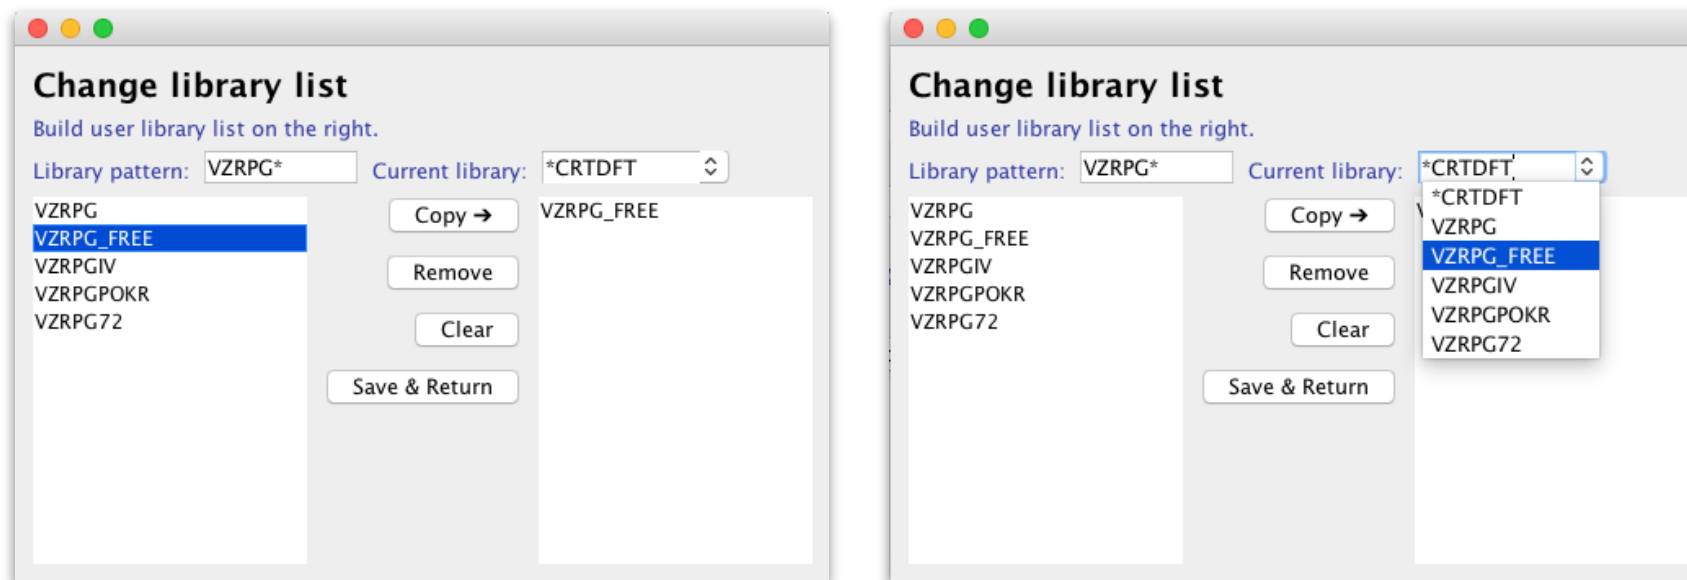 Change library list
Build user library list on the right.
Library pattern: VZRPG* Current library: *CRTDFT
VZRPG
VZRPG_FREE
VZRPGIV
VZRPGPOKR
VZRPG72
Copy ➔
Remove
Clear
Save & Return
VZRPG_FREE
Change library list
Build user library list on the right.
Library pattern: VZRPG* Current library: *CRTDFT
VZRPG
VZRPG_FREE
VZRPGIV
VZRPGPOKR
VZRPG72
Copy ➔
Remove
Clear
Save & Return
*CRTDFT
VZRPG
VZRPG_FREE
VZRPGIV
VZRPGPOKR
VZRPG72